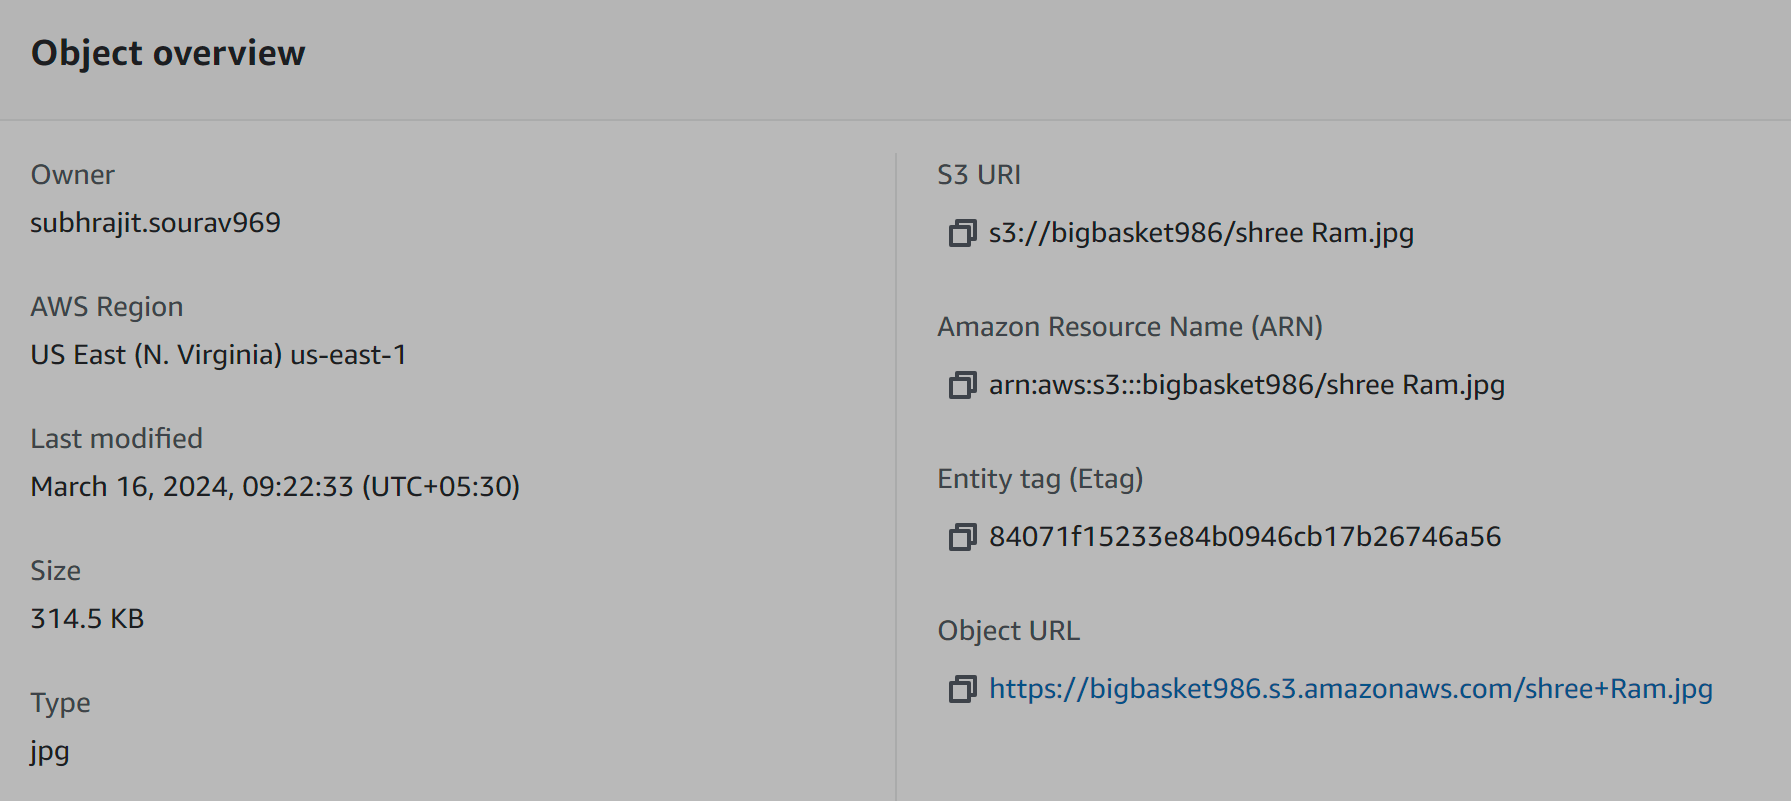 Object overview
Owner
subhrajit.sourav969
AWS Region
US East (N. Virginia) us-east-1
Last modified
March 16, 2024, 09:22:33 (UTC+05:30)
Size
314.5 KB
Type
jpg
S3 URI
s3://bigbasket986/shree Ram.jpg
Amazon Resource Name (ARN)
arn:aws:s3:::bigbasket986/shree Ram.jpg
Entity tag (Etag)
84071f15233e84b0946cb17b26746a56
Object URL
https://bigbasket986.s3.amazonaws.com/shree+Ram.jpg